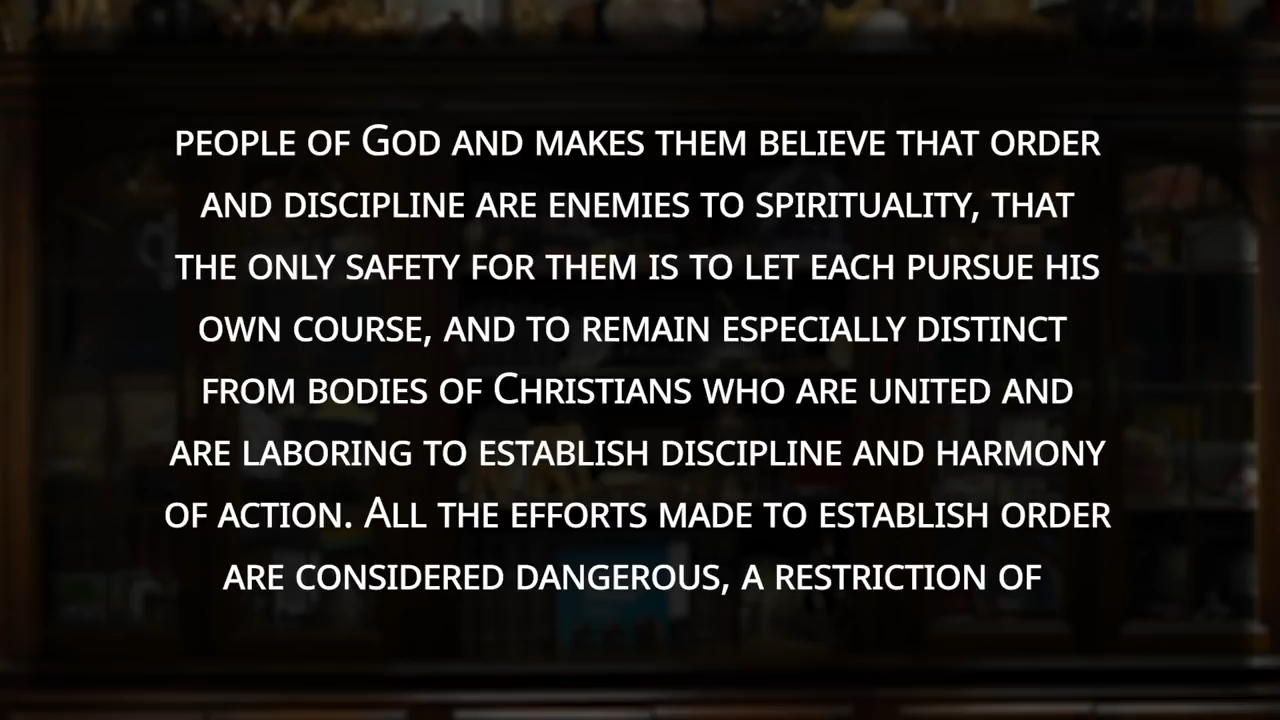 people of God and makes them believe that order
and discipline are enemies to spirituality, that
the only safety for them is to let each pursue his
own course, and to remain especially distinct
from bodies of Christians who are united and
are laboring to establish discipline and harmony
of action. All the efforts made to establish order
are considered dangerous, a restriction of